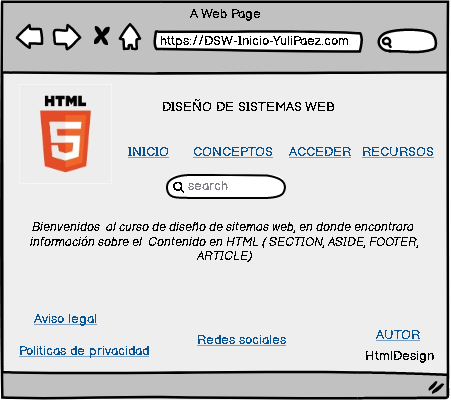 A Web Page
https://DSW-Inicio-YuliPaez.com
HTML
5
DISEÑO DE SISTEMAS WEB
INICIO CONCEPTOS ACCEDER RECURSOS
search
Bienvenidos al curso de diseño de sitemas web, en donde encontrara
información sobre el Contenido en HTML ( SECTION, ASIDE, FOOTER,
ARTICLE)
Aviso legal
Redes sociales
AUTOR
Politicas de privacidad
HtmlDesign